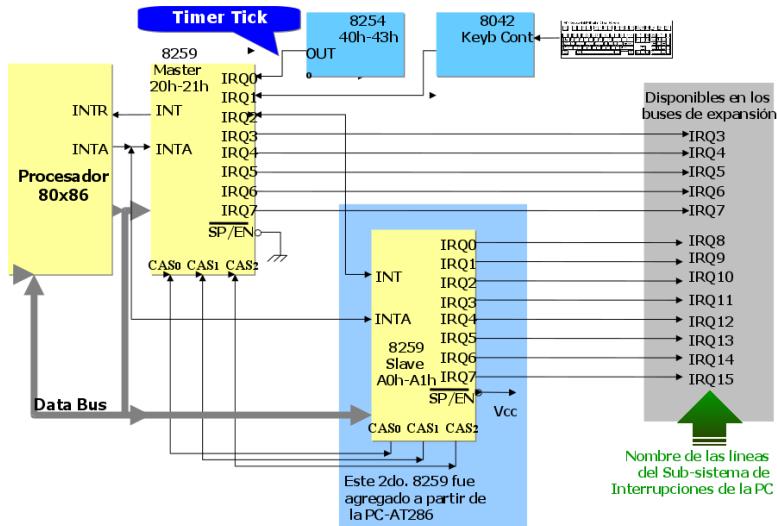 Timer Tick
8254
40h-43h
OUT
0
8042
Keyb Cont
8259
Master
20h-21h
IRQ0
IRQ1
IRQ2
IRQ3
IRQ4
IRQ5
IRQ6
IRQ7
SP/EN
INT
INTA
CAS0 CAS1 CAS2
INTR
INTA
Procesador
80x86
Disponibles en los
buses de expansión
IRQ3
IRQ4
IRQ5
IRQ6
IRQ7
IRQ8
IRQ9
IRQ10
IRQ11
IRQ12
IRQ13
IRQ14
IRQ15
IRQ0
IRQ1
IRQ2
IRQ3
IRQ4
IRQ5
IRQ6
IRQ7
SP/EN
INT
INTA
8259
Slave
A0h-A1h
Vcc
CAS0 CAS1 CAS2
Data Bus
Este 2do. 8259 fue
agregado a partir de
la PC-AT286
Nombre de las líneas
del Sub-sistema de
Interrupciones de la PC